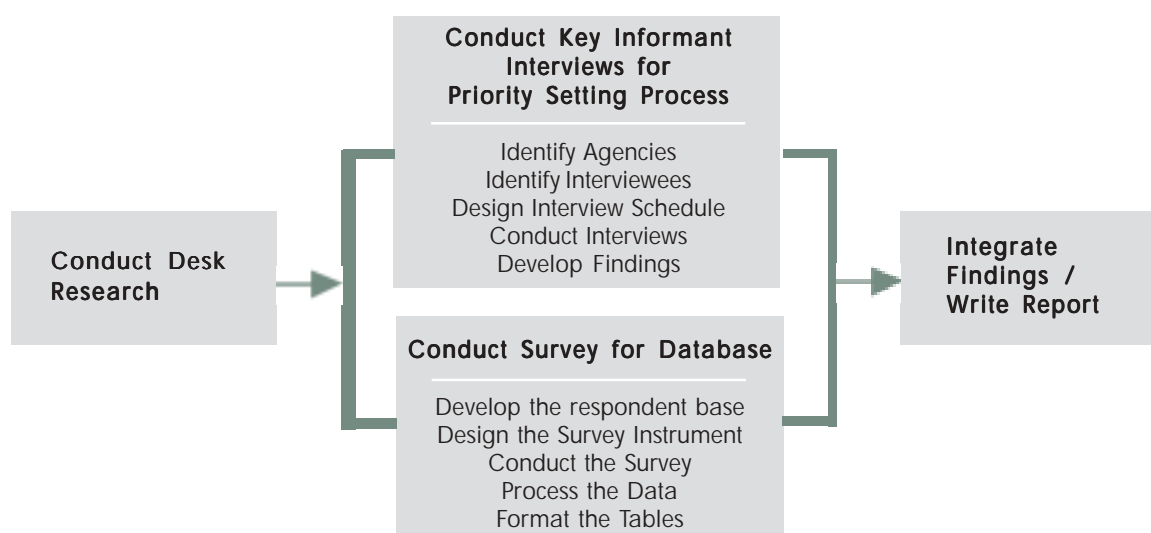 Conduct Desk
Research
Conduct Key Informant
Interviews for
Priority Setting Process
Identify Agencies
Identify Interviewees
Design Interview Schedule
Conduct Interviews
Develop Findings
Conduct Survey for Database
Develop the respondent base
Design the Survey Instrument
Conduct the Survey
Process the Data
Format the Tables
Integrate
Findings /
Write Report